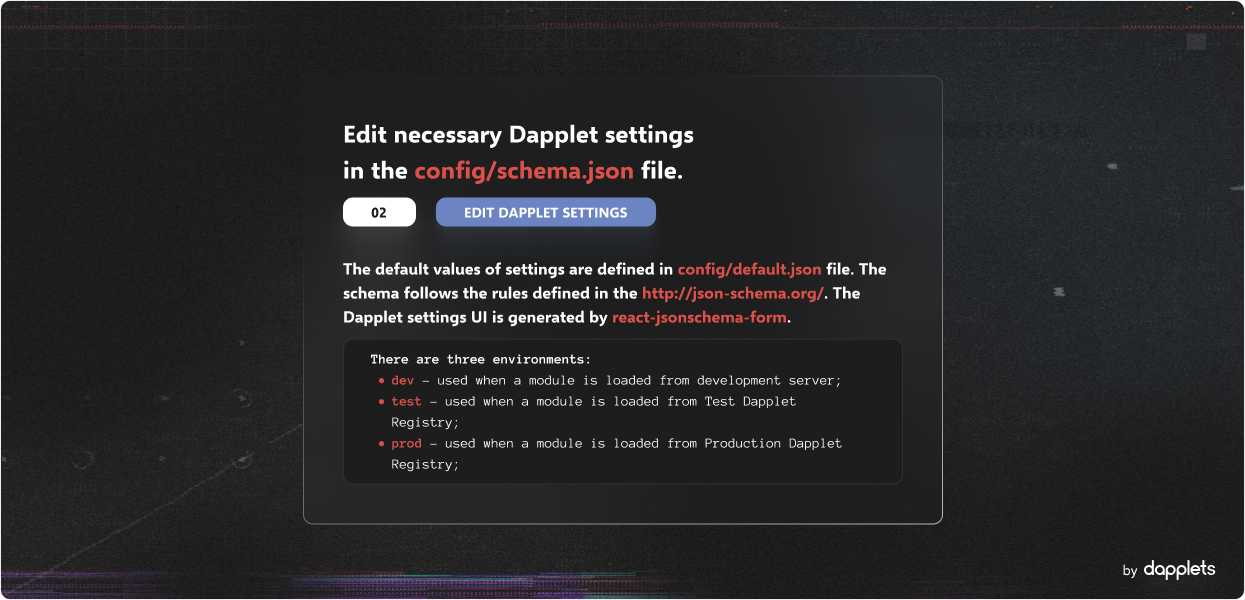 Edit necessary Dapplet settings
in the config/schema.json file.
02
EDIT DAPPLET SETTINGS
The default values of settings are defined in config/default.json file. The
schema follows the rules defined in the http://json-schema.org/. The
Dapplet settings UI is generated by react-jsonschema-form.
There are three environments:
• dev – used when a module is loaded from development server;
• test – used when a module is loaded from Test Dapplet
Registry;
• prod – used when a module is loaded from Production Dapplet
Registry;
by dapplets